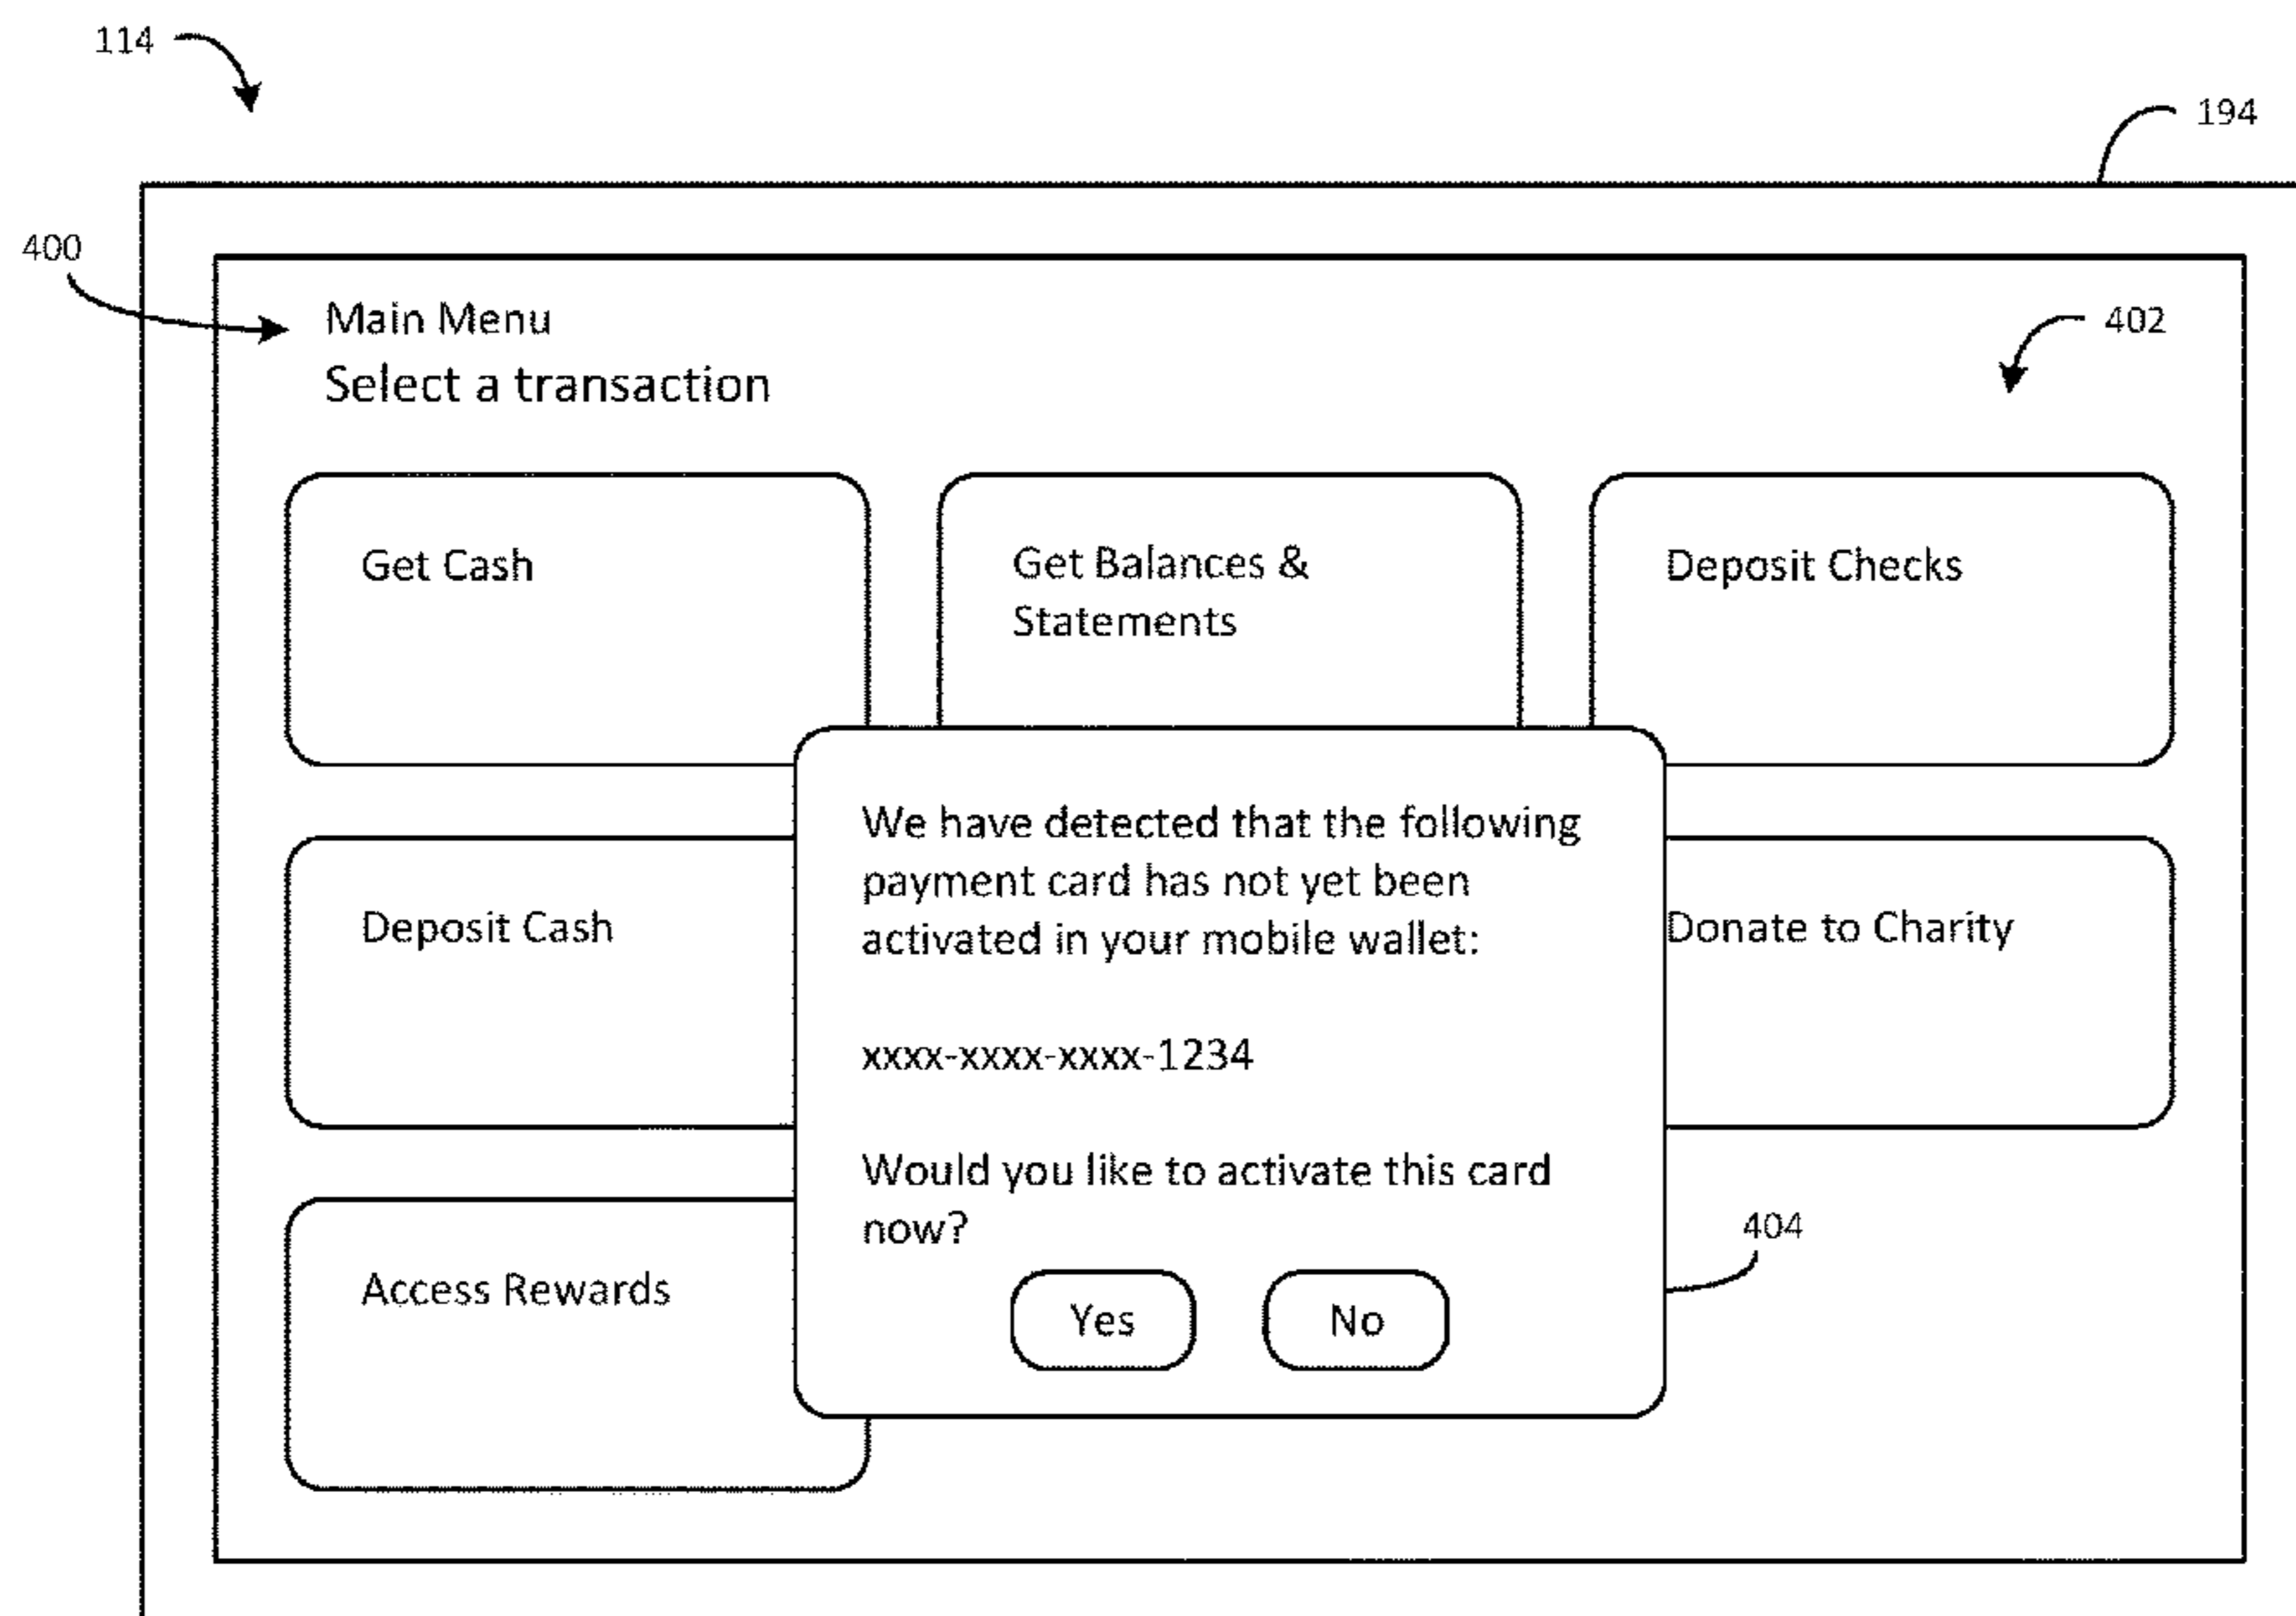 114
194
400
Main Menu
402
Select a transaction
Get Cash
Get Balances &
Statements
Deposit Checks
We have detected that the following
payment card has not yet been
activated in your mobile wallet:
Deposit Cash
Donate to Charity
xxxx-xxxx-xxxx-1234
Would you like to activate this card
now?
404
Access Rewards
Yes
No